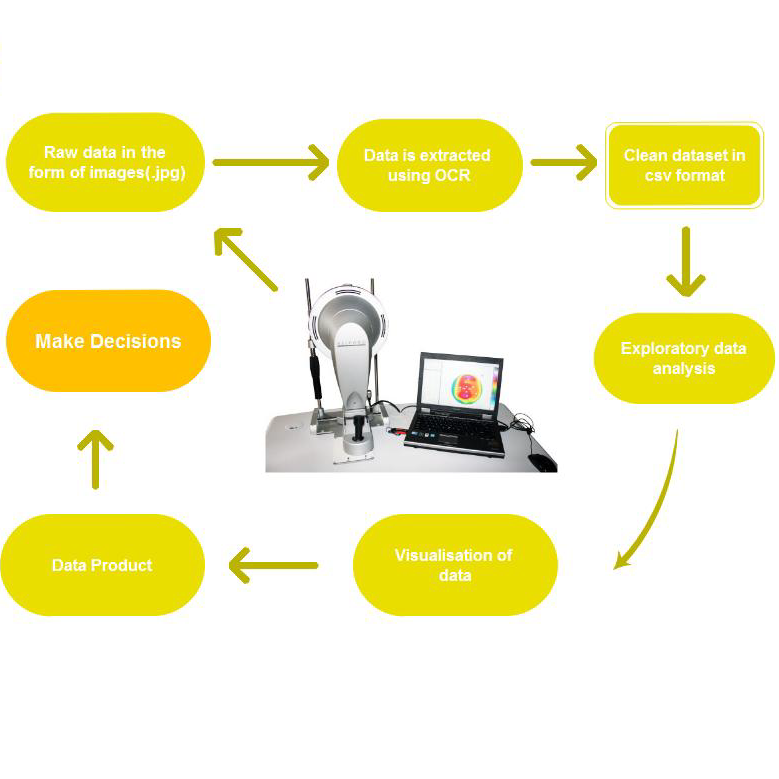 Raw data in the
form of images(.jpg)
Data is extracted
using OCR
Clean dataset in
csv format
Make Decisions
Exploratory data
analysis
Data Product
Visualisation of
data